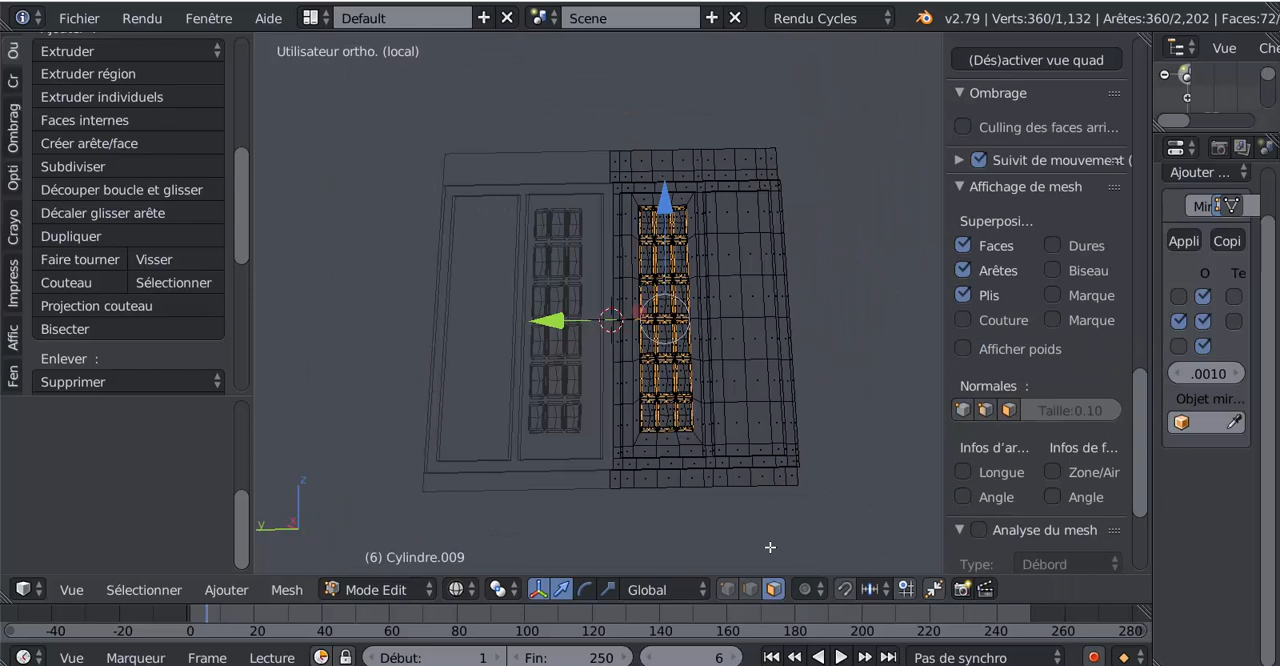 Fichier Rendu Fenêtre Aide Default Scene Rendu Cycles v2.79 | Verts:360/1,132 | Arêtes:360/2,202 | Faces:72/
Ou
Cr
Ombrag
Opti
Crayo
Impress
Affic
Fen
Extruder
Extruder région
Extruder individuels
Faces internes
Créer arête/face
Subdiviser
Découper boucle et glisser
Décaler glisser arête
Dupliquer
Faire tourner Visser
Couteau Sélectionner
Projection couteau
Bisecter
Enlever :
Supprimer
Utilisateur ortho. (local)
z
y
x
(6) Cylindre.009
(Dés)activer vue quad
Ombrage
Culling des faces arri...
Suivit de mouvement (
Affichage de mesh
Superposi...
Faces Dures
Arêtes Biseau
Plis Marque
Couture Marque
Afficher poids
Normales :
Taille:0.10
Infos d'ar... Infos de f...
Longue Zone/Air
Angle Angle
Analyse du mesh
Type: Débord
Vue Che
Ajouter ...
Mir
Appli Copi
O Te
.0010
Objet mir...
Vue Sélectionner Ajouter Mesh Mode Edit Global
-40 -20 0 20 40 60 80 100 120 140 160 180 200 220 240 260 280
Vue Marqueur Frame Lecture Début: 1 Fin: 250 6 Pas de synchro